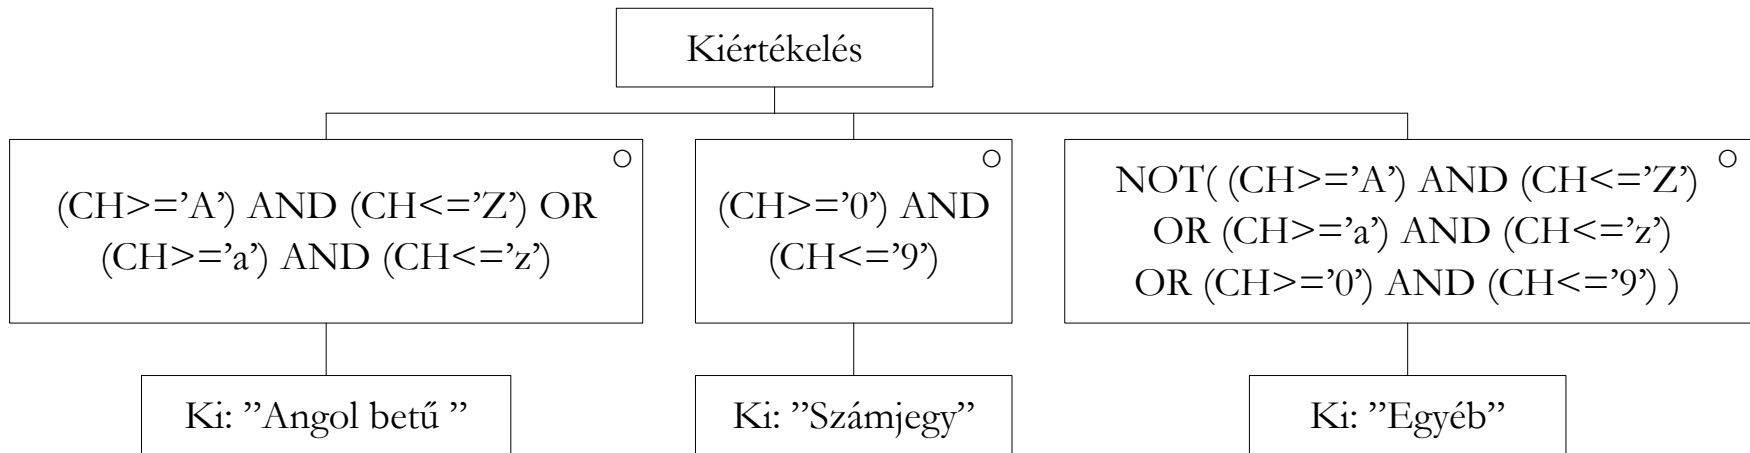 Kiértékelés
(CH>='A’) AND (CH<='Z’) OR
(CH>='a’) AND (CH<='z’)
Ki: ”Angol betű ”
(CH>='0’) AND
(CH<='9’)
Ki: ”Számjegy”
NOT( (CH>='A’) AND (CH<='Z’)
OR (CH>='a’) AND (CH<='z’)
OR (CH>='0’) AND (CH<='9’) )
Ki: ”Egyéb”